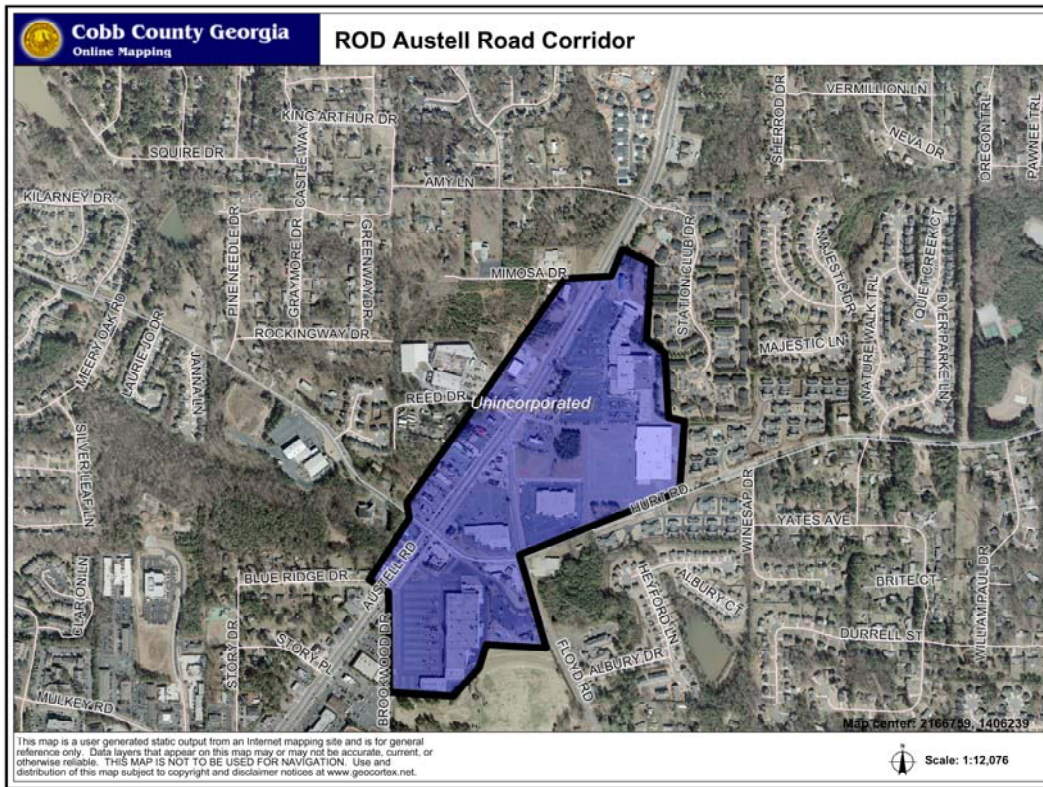 Cobb County Georgia
Online Mapping
ROD Austell Road Corridor
VERMILLION LN
KING ARTHUR DR
SHERROD DR
NEVA DR
OREGON TRL
PAWNEE TRL
SQUIRE DR
CASTLE WAY
AMY LN
KILARNEY DR
PINE NEEDLE DR
GRAYMORE DR
GREENWAY DR
STATION CLUB DR
MAJESTIC DR
QUIET CREEK CT
MIMOSA DR
NATURE WALK TRL
BYERPARKE LN
MEERY OAK RD
LAURIE JO DR
ROCKINGWAY DR
MAJESTIC LN
JANNA LN
REED DR
Unincorporated
SILVER LEAF LN
HURT RD
WINESAP DR
YATES AVE
AUSTELL RD
BLUE RIDGE DR
HEYFORD LN
ALBURY CT
BRITE CT
WILLIAM PAUL DR
CLARION LN
STORY DR
STORY PL
BROOKWOOD DR
FLOYD RD
ALBURY DR
DURRELL ST
MULKEY RD
Map center: 2166759, 1406239
This map is a user generated static output from an Internet mapping site and is for general
reference only. Data layers that appear on this map may or may not be accurate, current, or
otherwise reliable. THIS MAP IS NOT TO BE USED FOR NAVIGATION. Use and
distribution of this map subject to copyright and disclaimer notices at www.geocortex.net.
Scale: 1:12,076